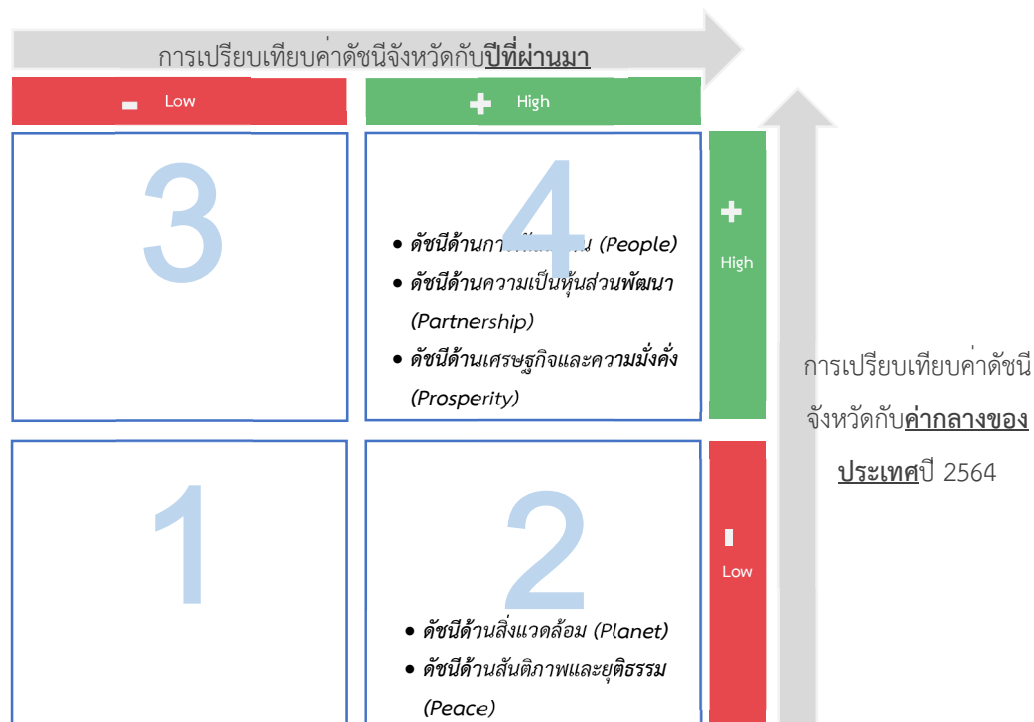 การเปรียบเทียบค่าดัชนีจังหวัดกับปีที่ผ่านมา
- Low
+ High
3
4
• ดัชนีด้านกา (People)
• ดัชนีด้านความเป็นหุ้นส่วนพัฒนา
(Partnership)
• ดัชนีด้านเศรษฐกิจและความมั่งคั่ง
(Prosperity)
+
High
การเปรียบเทียบค่าดัชนี
จังหวัดกับค่ากลางของ
ประเทศปี 2564
1
2
• ดัชนีด้านสิ่งแวดล้อม (Planet)
• ดัชนีด้านสันติภาพและยุติธรรม
(Peace)
-
Low